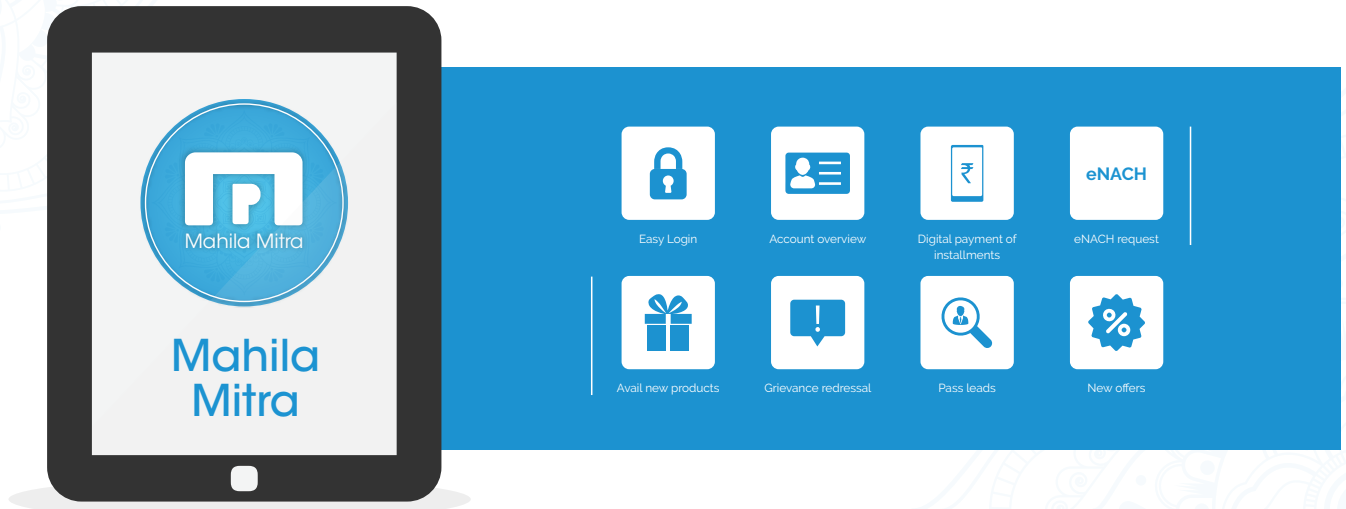 Mahila Mitra
Mahila
Mitra
₹
eNACH
Easy Login
Account overview
Digital payment of
installments
eNACH request
!
%
Avail new products
Grievance redressal
Pass leads
New offers